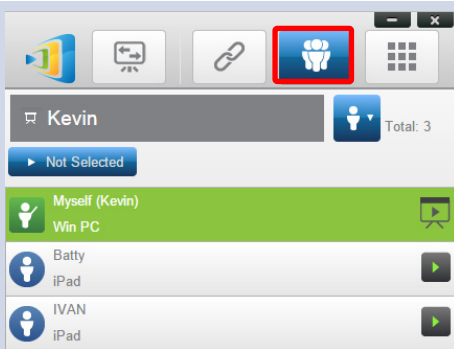 Kevin
Total: 3
Not Selected
Myself (Kevin)
Win PC
Batty
iPad
IVAN
iPad